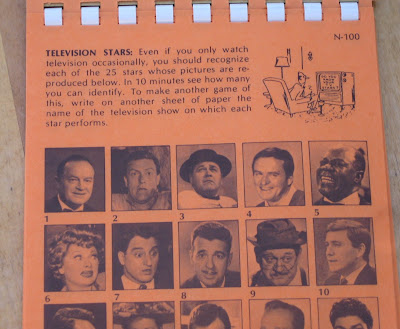 N-100
TELEVISION STARS: Even if you only watch
television occasionally, you should recognize
each of the 25 stars whose pictures are re-
produced below. In 10 minutes see how many
you can identify. To make another game of
this, write on another sheet of paper the
name of the television show on which each
star performs.
1 2 3 4 5
6 7 8 9 10